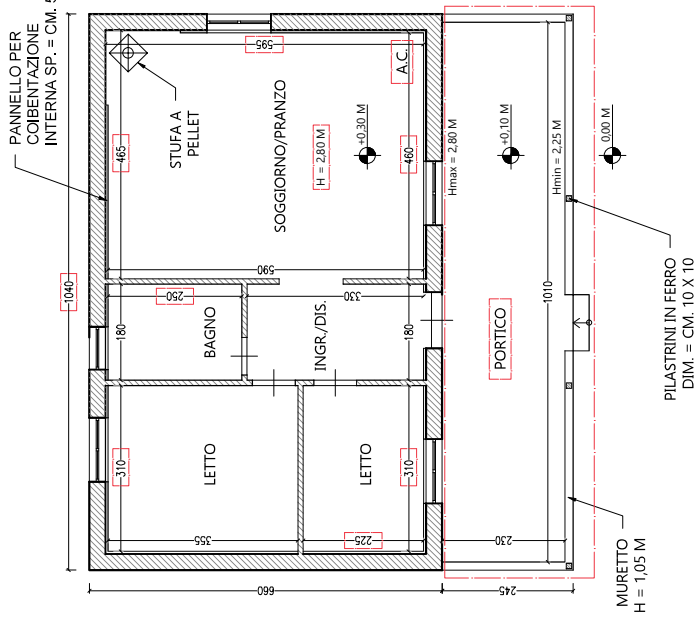 PANNELLO PER
COIBENTAZIONE
INTERNA SP. = CM. 5
1040
595
A.C.
STUFA A
PELLET
465
SOGGIORNO/PRANZO
H = 2,80 M
+0,30 M
460
Hmax = 2,80 M
+0,10 M
Hmin = 2,25 M
0,00 M
590
250
330
180
BAGNO
INGR./DIS.
180
PORTICO
1010
PILASTRINI IN FERRO
DIM. = CM. 10 X 10
310
LETTO
LETTO
310
355
225
230
660
245
MURETTO
H = 1,05 M